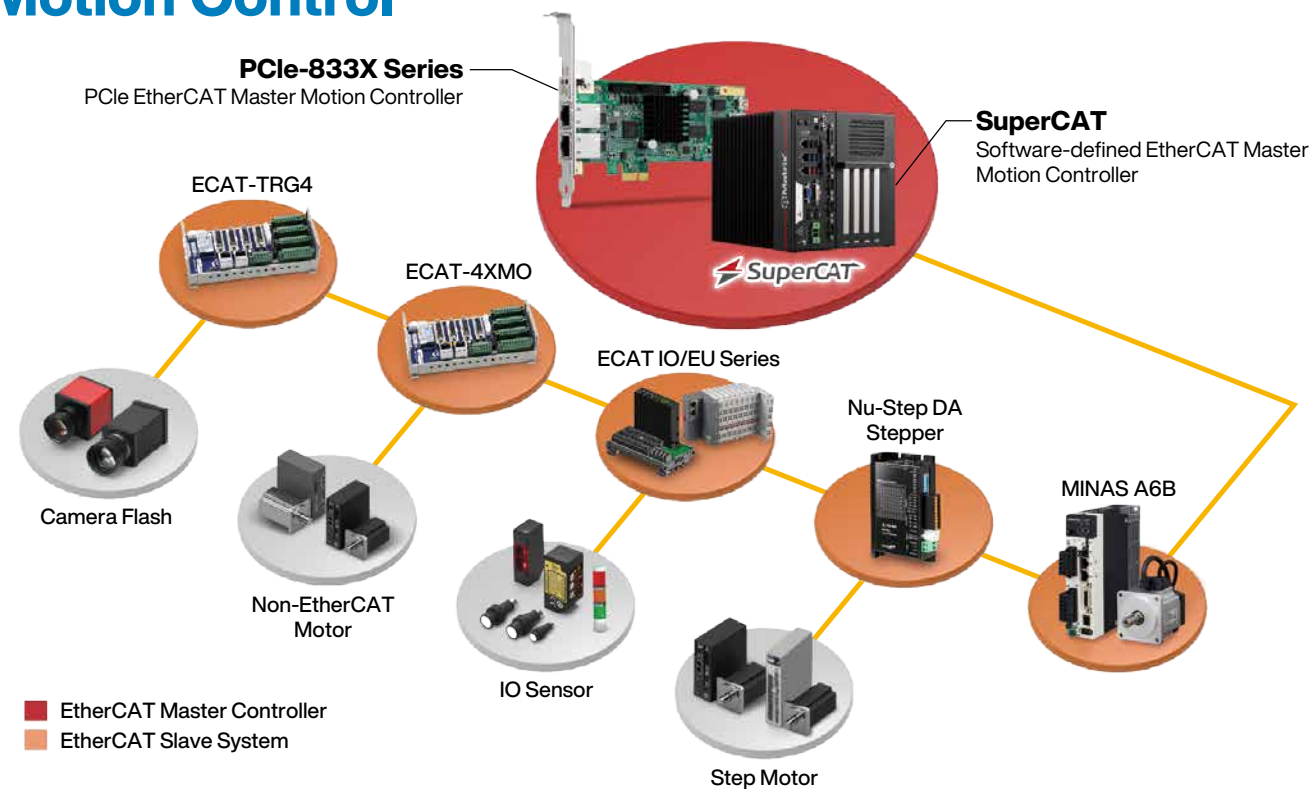 Motion Control
PCIe-833X Series
PCIe EtherCAT Master Motion Controller
SuperCAT
Software-defined EtherCAT Master
Motion Controller
SuperCAT
ECAT-TRG4
ECAT-4XMO
ECAT IO/EU Series
Nu-Step DA
Stepper
MINAS A6B
Camera Flash
Non-EtherCAT
Motor
IO Sensor
Step Motor
EtherCAT Master Controller
EtherCAT Slave System